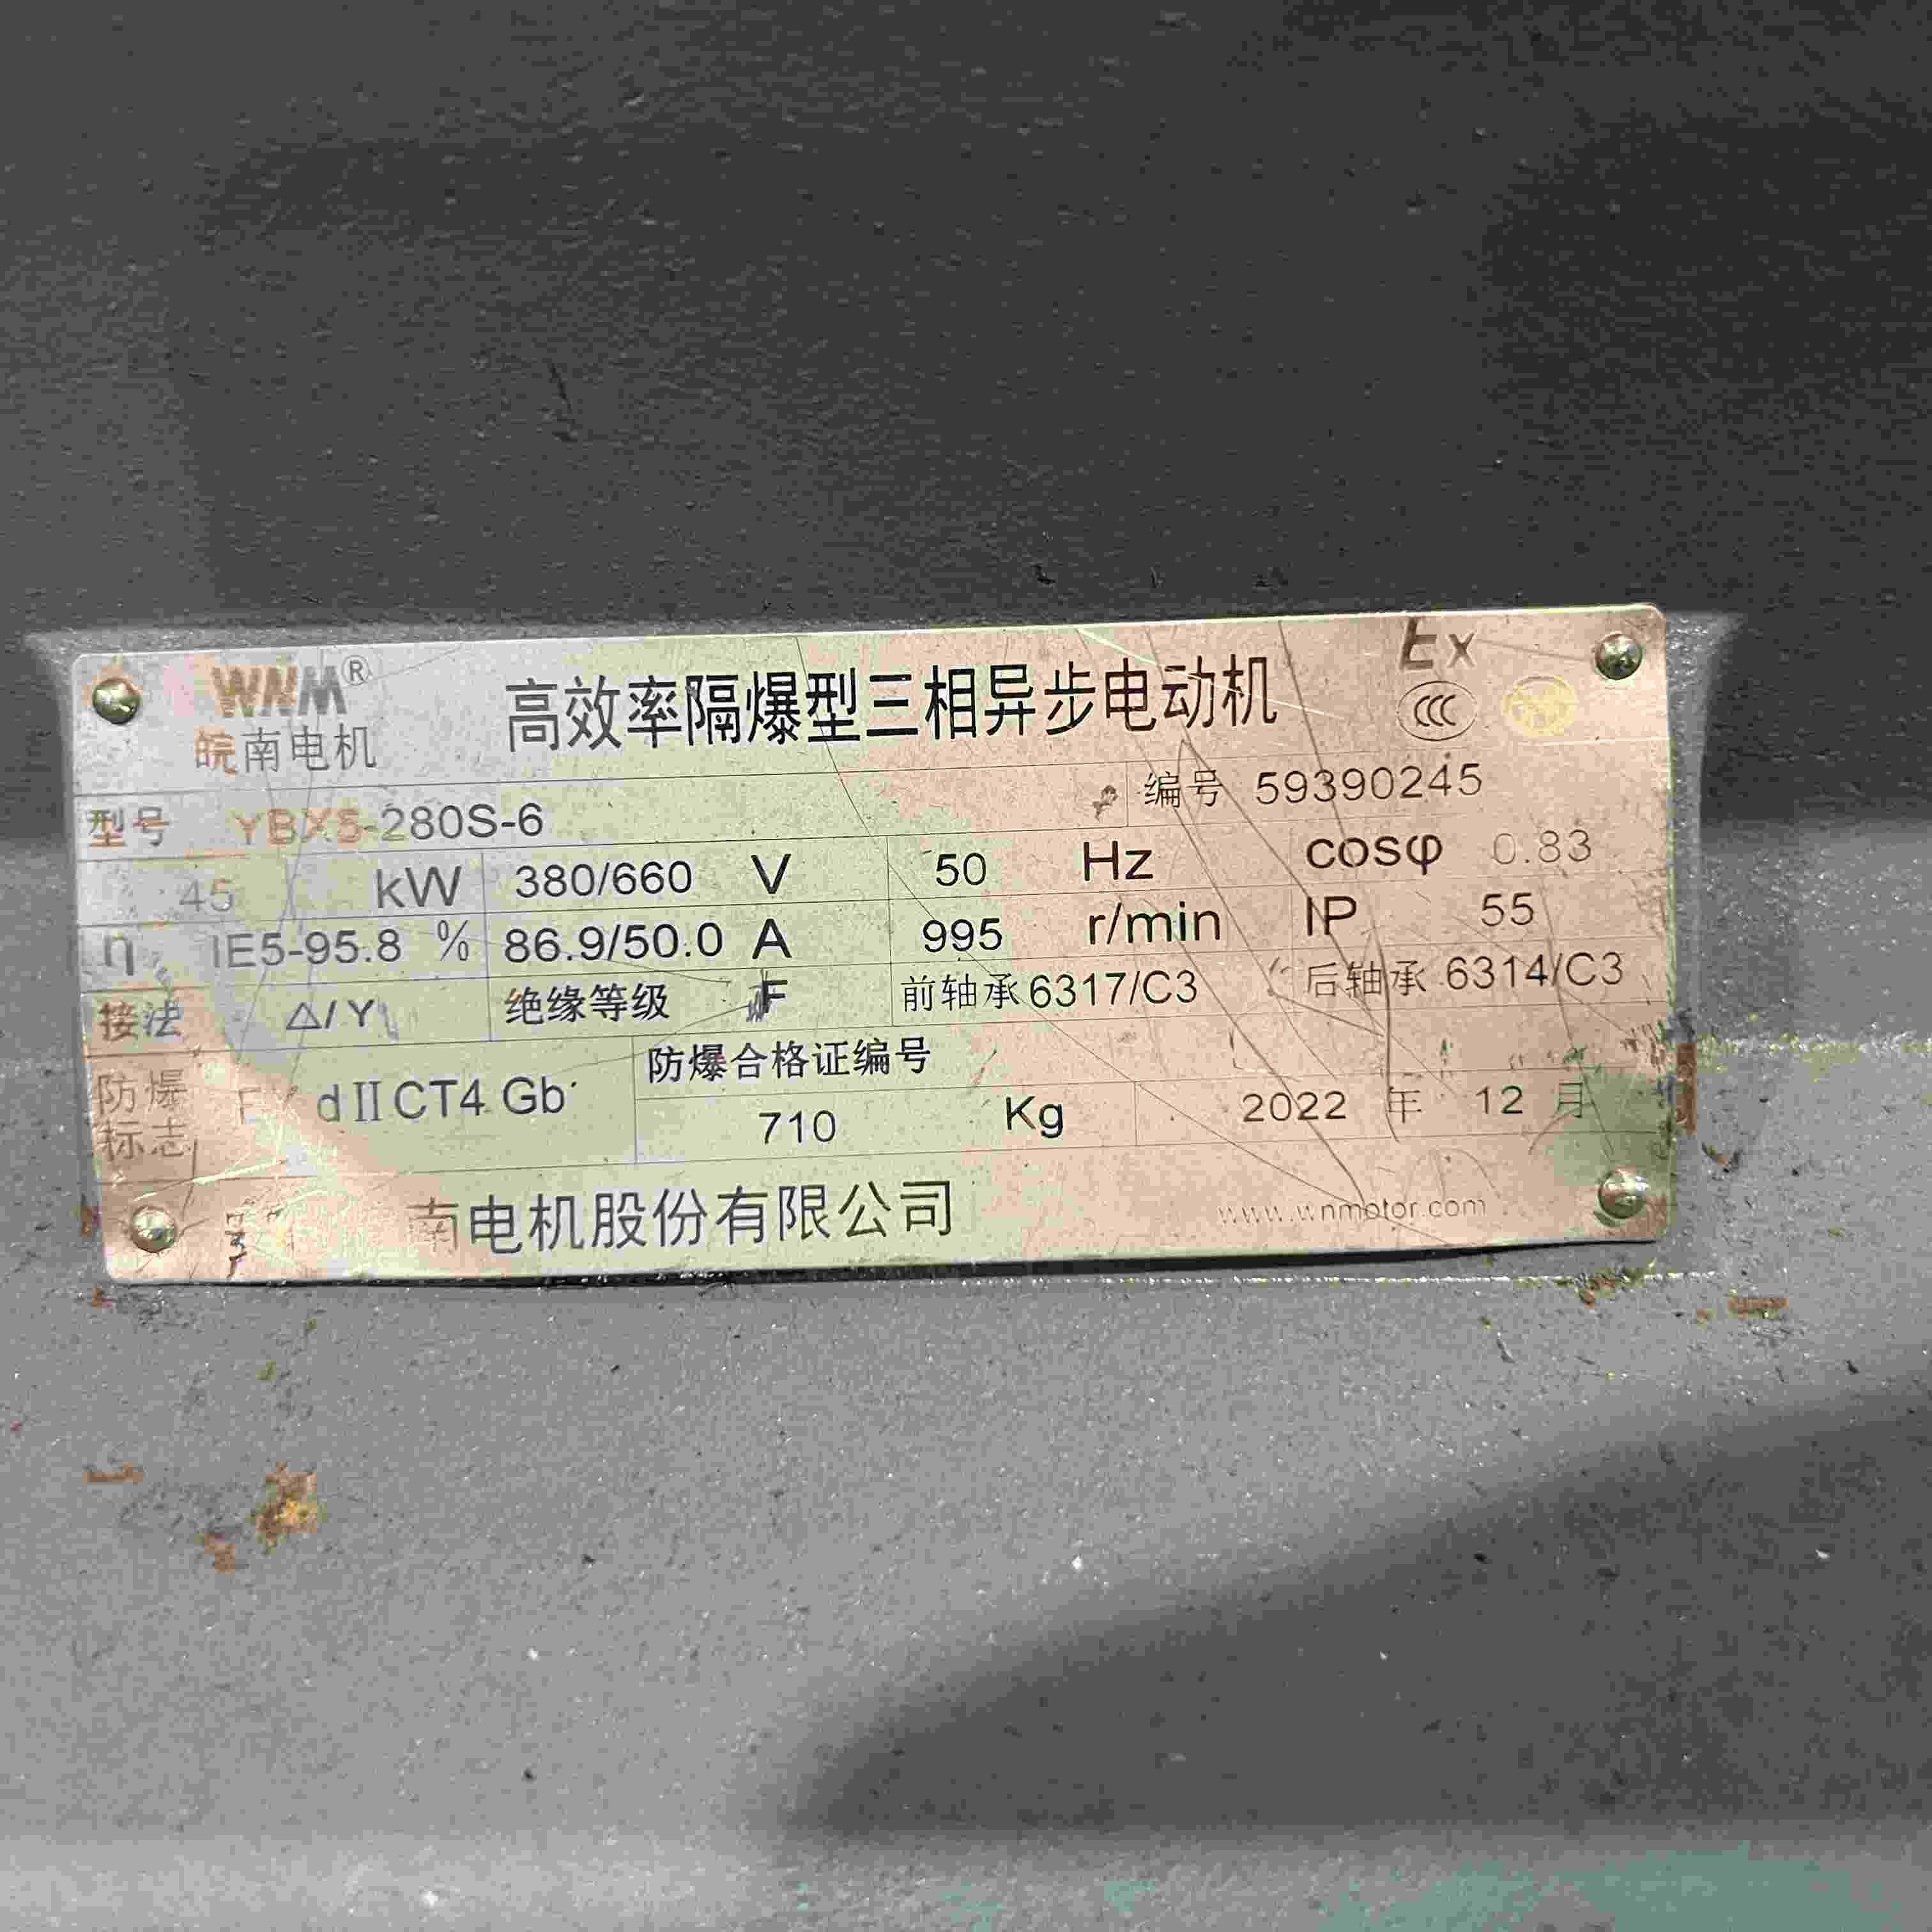 WNM®
皖南电机
高效率隔爆型三相异步电动机
Ex
CCC
型号 YBX5-280S-6 编号 59390245
45 kW 380/660 V 50 Hz cosφ 0.83
η IE5-95.8 % 86.9/50.0 A 995 r/min IP 55
接法 △/Y 绝缘等级 F 前轴承 6317/C3 后轴承 6314/C3
防爆标志 Ex d II CT4 Gb 防爆合格证编号
710 Kg 2022 年 12 月
南电机股份有限公司 www.wnmotor.com